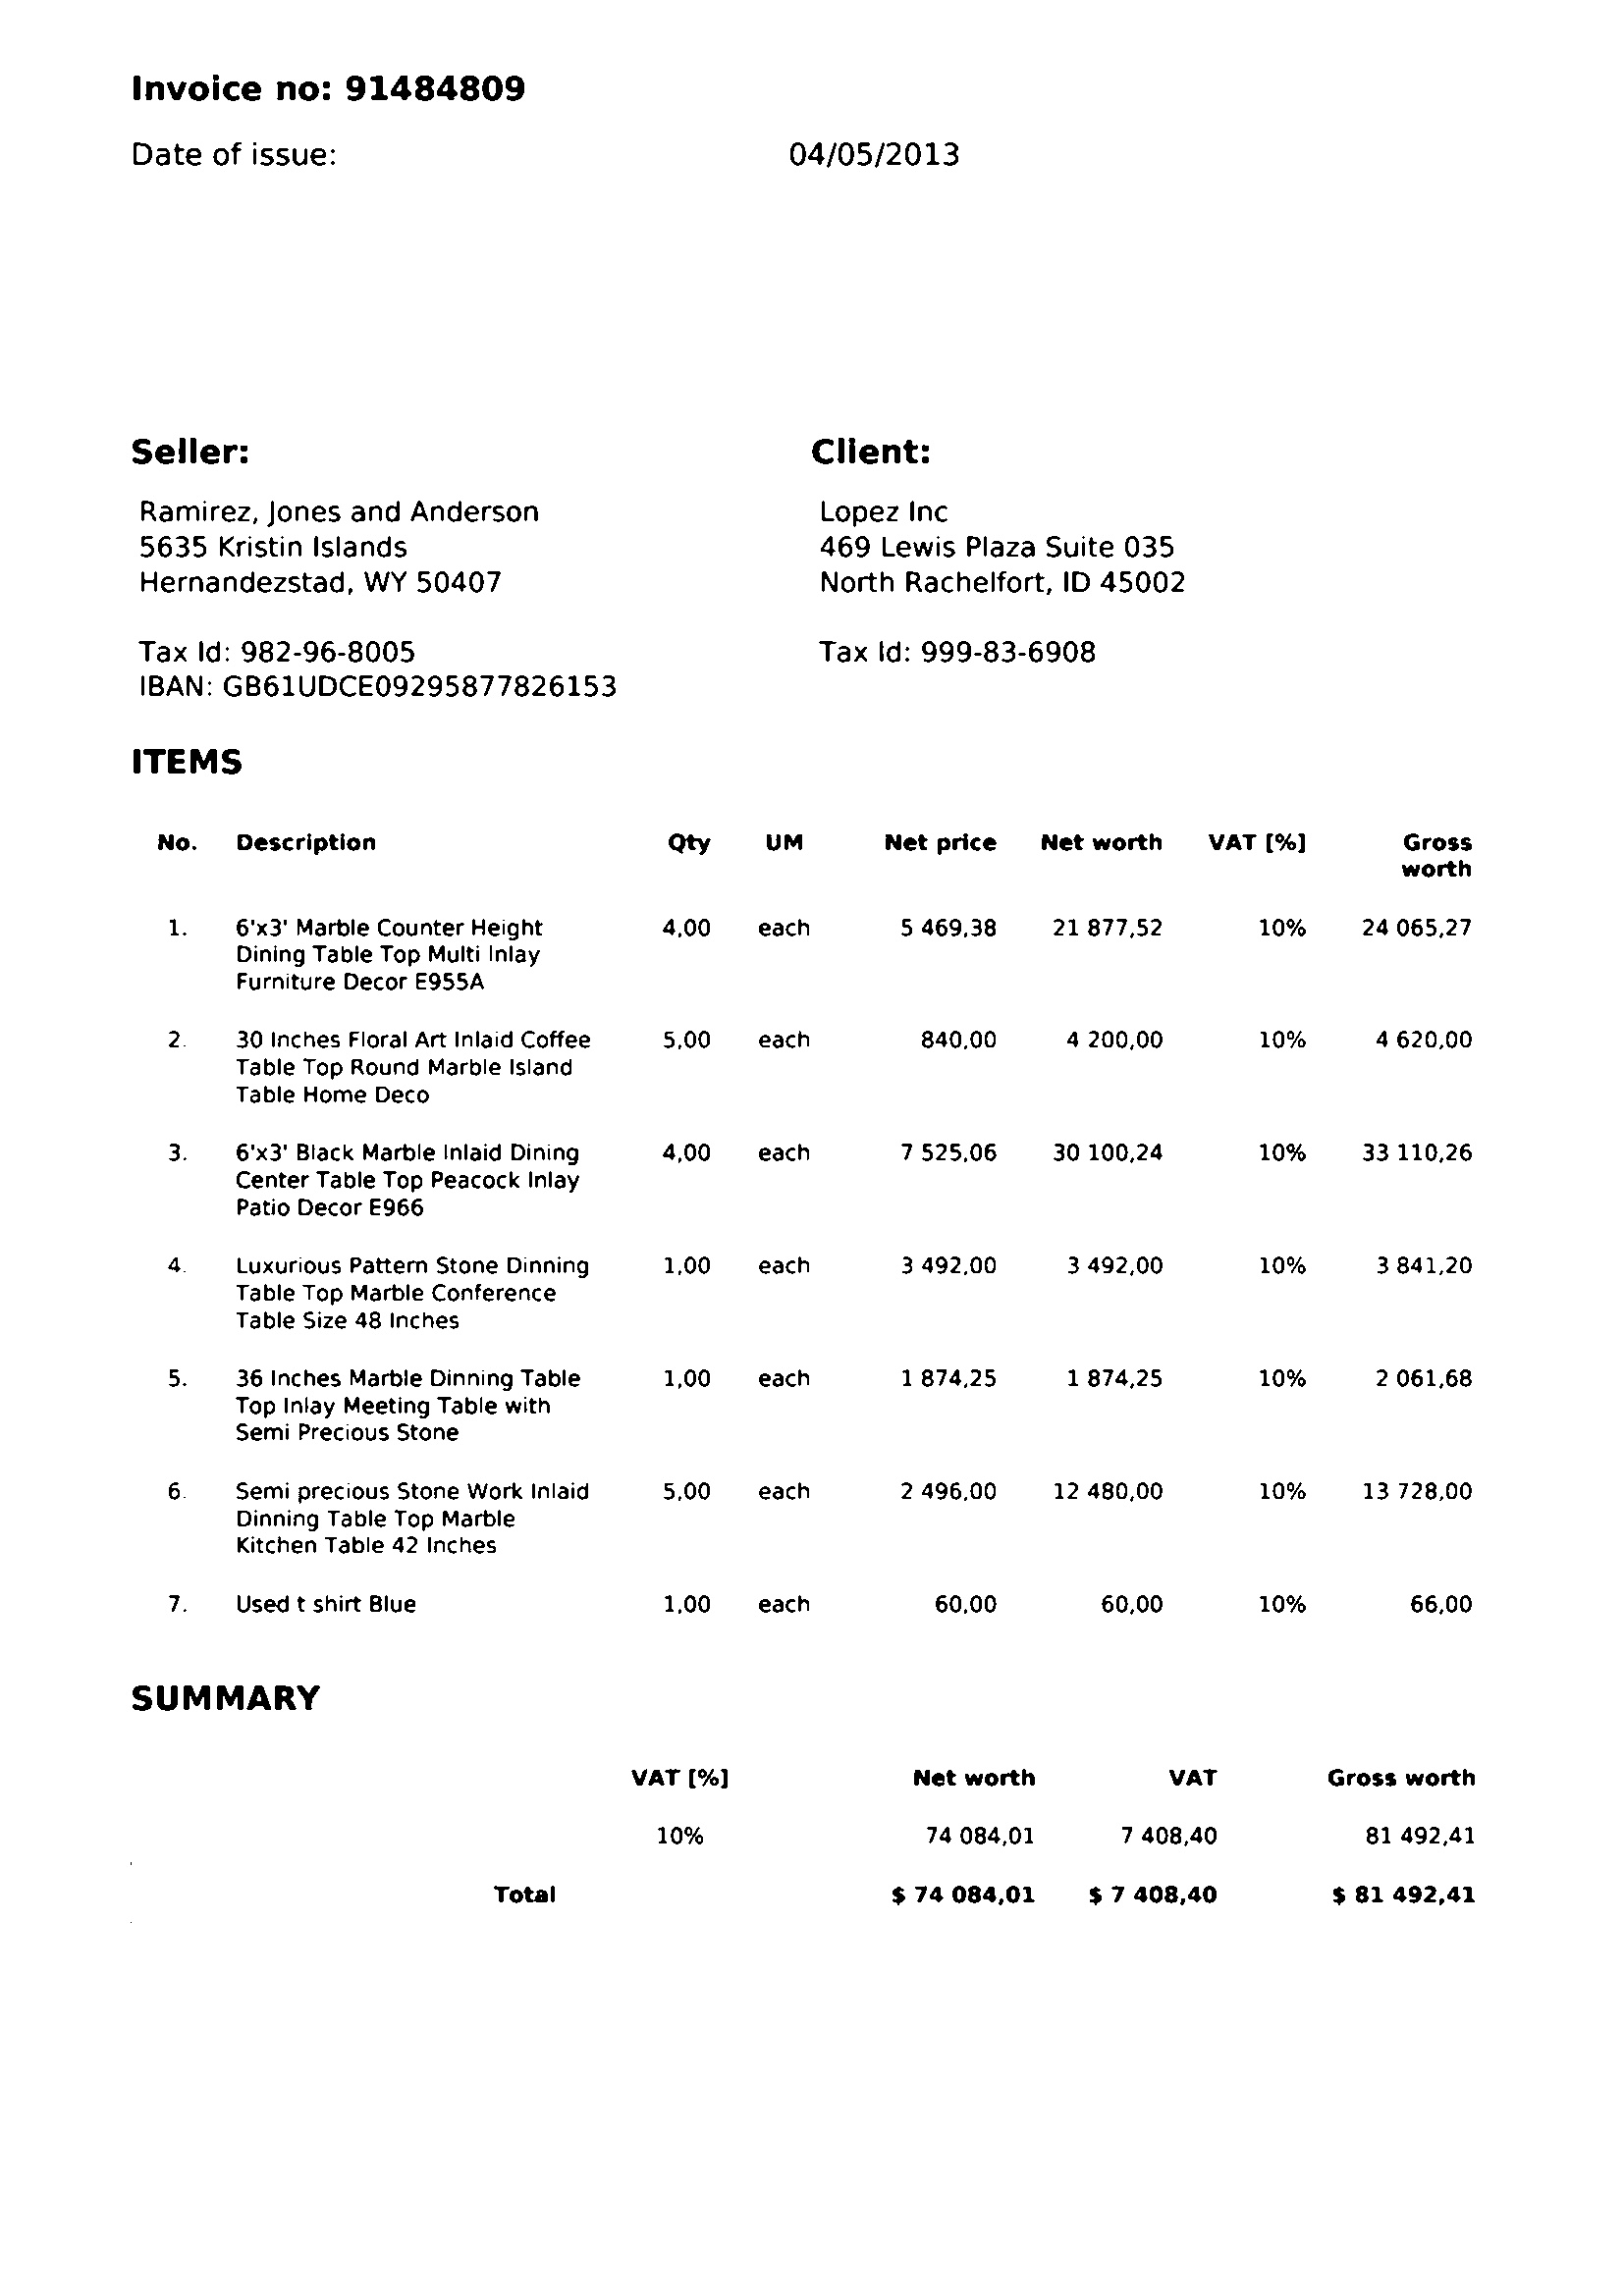 Invoice no: 91484809
Date of issue: 04/05/2013
Seller: Client:
Ramirez, Jones and Anderson Lopez Inc
5635 Kristin Islands 469 Lewis Plaza Suite 035
Hernandezstad, WY 50407 North Rachelfort, ID 45002
Tax Id: 982-96-8005 Tax Id: 999-83-6908
IBAN: GB61UDCE09295877826153
ITEMS
No. Description Qty UM Net price Net worth VAT [%] Gross
worth
1. 6'x3' Marble Counter Height 4,00 each 5 469,38 21 877,52 10% 24 065,27
Dining Table Top Multi Inlay
Furniture Decor E955A
2. 30 Inches Floral Art Inlaid Coffee 5,00 each 840,00 4 200,00 10% 4 620,00
Table Top Round Marble Island
Table Home Deco
3. 6'x3' Black Marble Inlaid Dining 4,00 each 7 525,06 30 100,24 10% 33 110,26
Center Table Top Peacock Inlay
Patio Decor E966
4. Luxurious Pattern Stone Dinning 1,00 each 3 492,00 3 492,00 10% 3 841,20
Table Top Marble Conference
Table Size 48 Inches
5. 36 Inches Marble Dinning Table 1,00 each 1 874,25 1 874,25 10% 2 061,68
Top Inlay Meeting Table with
Semi Precious Stone
6. Semi precious Stone Work Inlaid 5,00 each 2 496,00 12 480,00 10% 13 728,00
Dinning Table Top Marble
Kitchen Table 42 Inches
7. Used t shirt Blue 1,00 each 60,00 60,00 10% 66,00
SUMMARY
VAT [%] Net worth VAT Gross worth
10% 74 084,01 7 408,40 81 492,41
Total $ 74 084,01 $ 7 408,40 $ 81 492,41